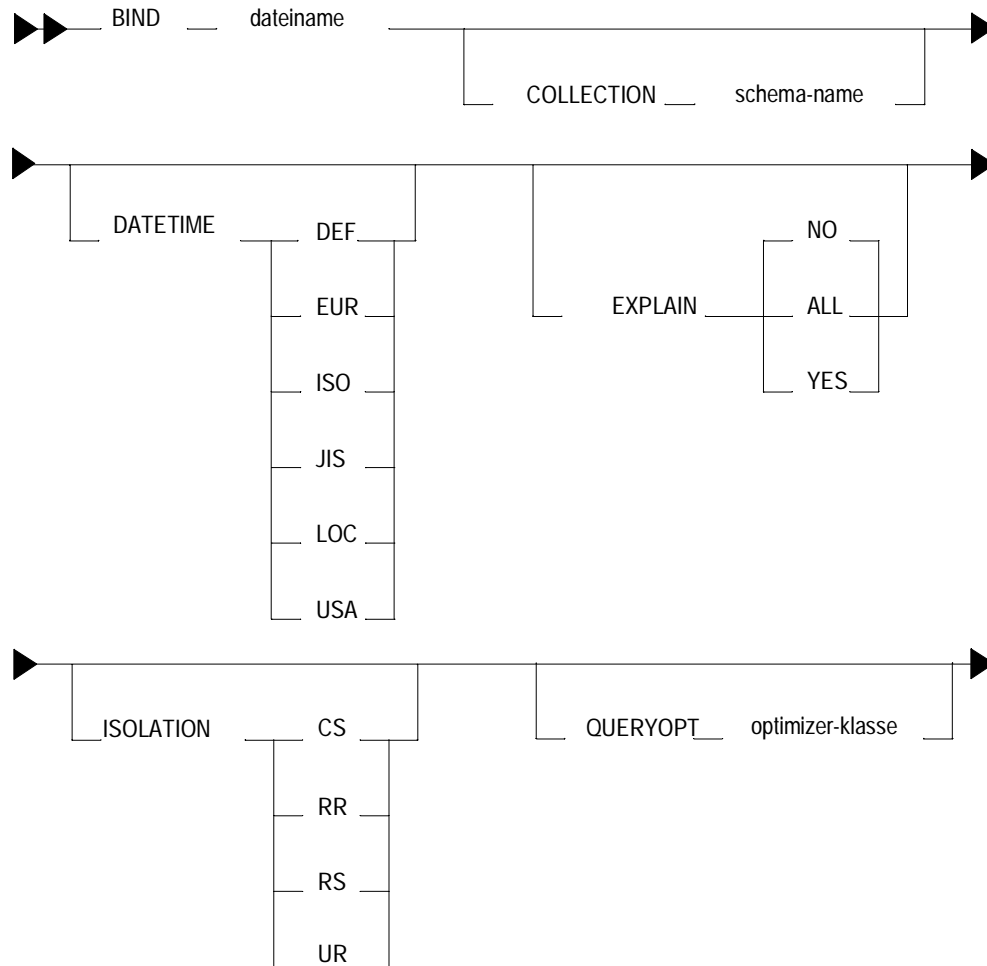 BIND dateiname
COLLECTION schema-name
DATETIME DEF NO
EUR EXPLAIN ALL
ISO YES
JIS
LOC
USA
ISOLATION CS QUERYOPT optimizer-klasse
RR
RS
UR